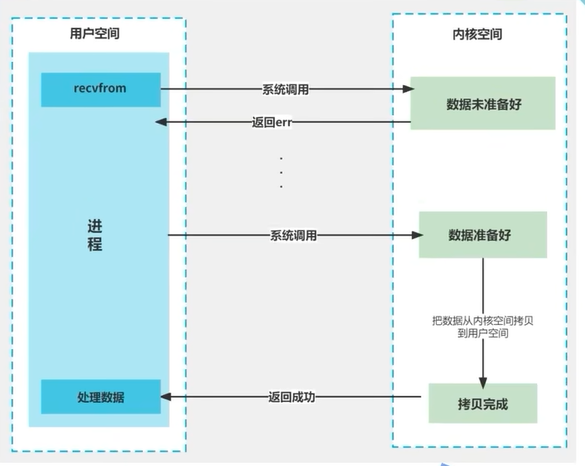 用户空间
内核空间
recvfrom
系统调用
数据未准备好
返回err
进
程
系统调用
数据准备好
把数据从内核空间拷贝
到用户空间
处理数据
返回成功
拷贝完成